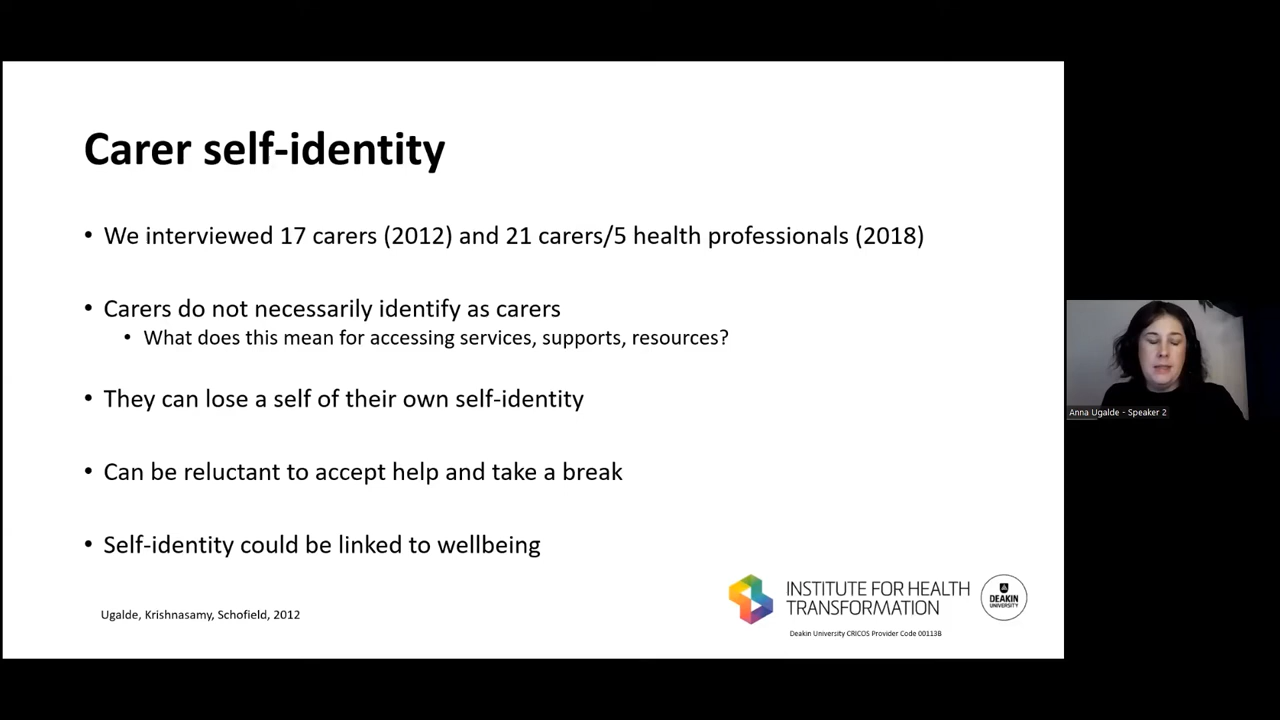 Carer self-identity
• We interviewed 17 carers (2012) and 21 carers/5 health professionals (2018)
• Carers do not necessarily identify as carers
• What does this mean for accessing services, supports, resources?
• They can lose a self of their own self-identity
• Can be reluctant to accept help and take a break
• Self-identity could be linked to wellbeing
Ugalde, Krishnasamy, Schofield, 2012
INSTITUTE FOR HEALTH
TRANSFORMATION
DEAKIN
UNIVERSITY
Deakin University CRICOS Provider Code 00113B
Anna Ugalde - Speaker 2